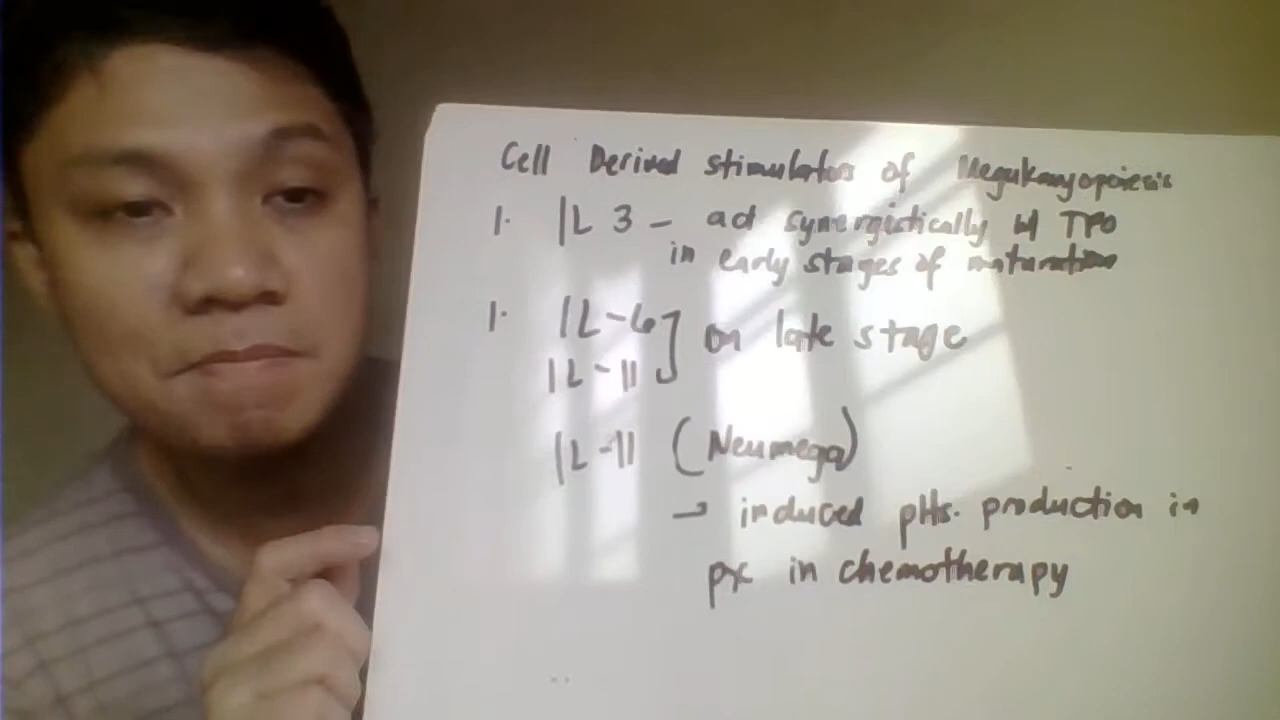 Cell Derived stimulators of Megakaryopoiesis
1. IL 3 - act synergistically w/ TPO
in early stages of maturation
1. IL-6
IL-11 ] on late stage
IL-11 (Neumega)
→ induced plts. production in
px in chemotherapy